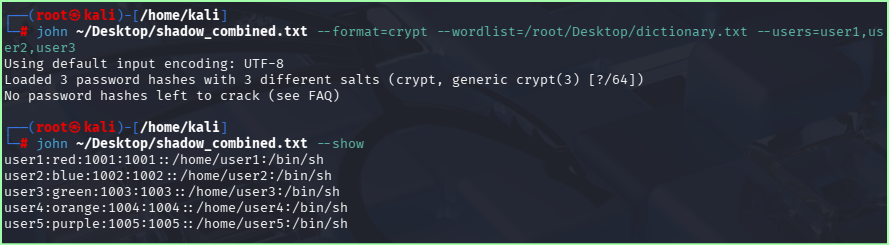 ┌──(root㉿kali)-[/home/kali]
└─# john ~/Desktop/shadow_combined.txt --format=crypt --wordlist=/root/Desktop/dictionary.txt --users=user1,us
er2,user3
Using default input encoding: UTF-8
Loaded 3 password hashes with 3 different salts (crypt, generic crypt(3) [?/64])
No password hashes left to crack (see FAQ)
┌──(root㉿kali)-[/home/kali]
└─# john ~/Desktop/shadow_combined.txt --show
user1:red:1001:1001::/home/user1:/bin/sh
user2:blue:1002:1002::/home/user2:/bin/sh
user3:green:1003:1003::/home/user3:/bin/sh
user4:orange:1004:1004::/home/user4:/bin/sh
user5:purple:1005:1005::/home/user5:/bin/sh